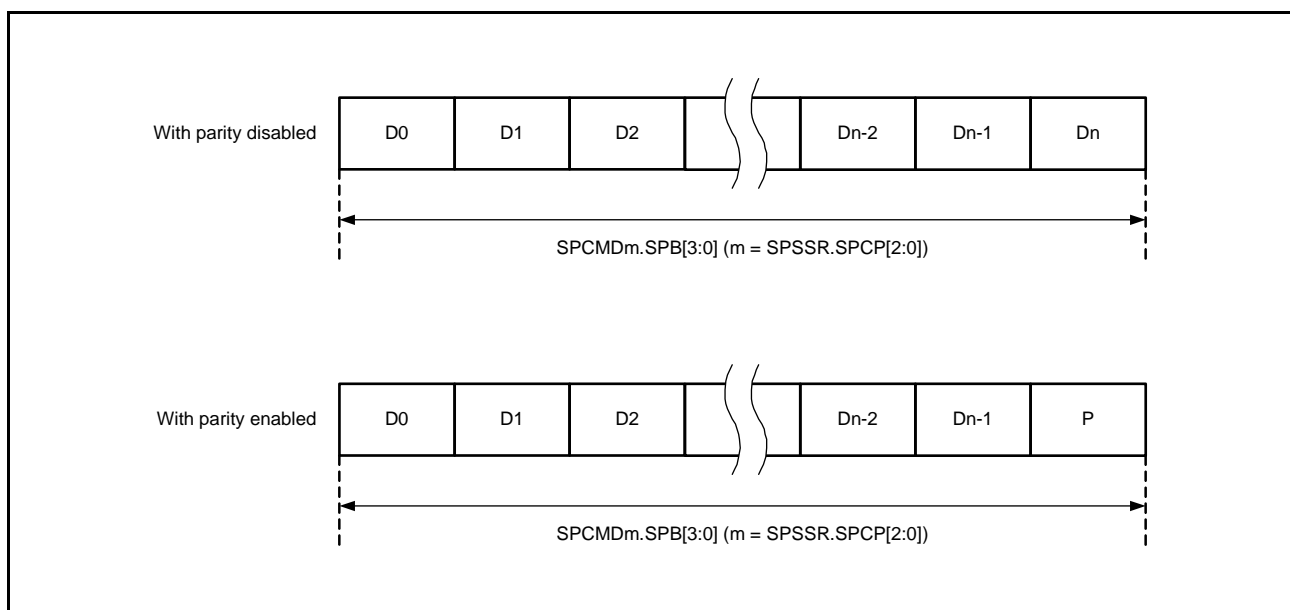 With parity disabled D0 D1 D2 Dn-2 Dn-1 Dn
SPCMDm.SPB[3:0] (m = SPSSR.SPCP[2:0])
With parity enabled D0 D1 D2 Dn-2 Dn-1 P
SPCMDm.SPB[3:0] (m = SPSSR.SPCP[2:0])